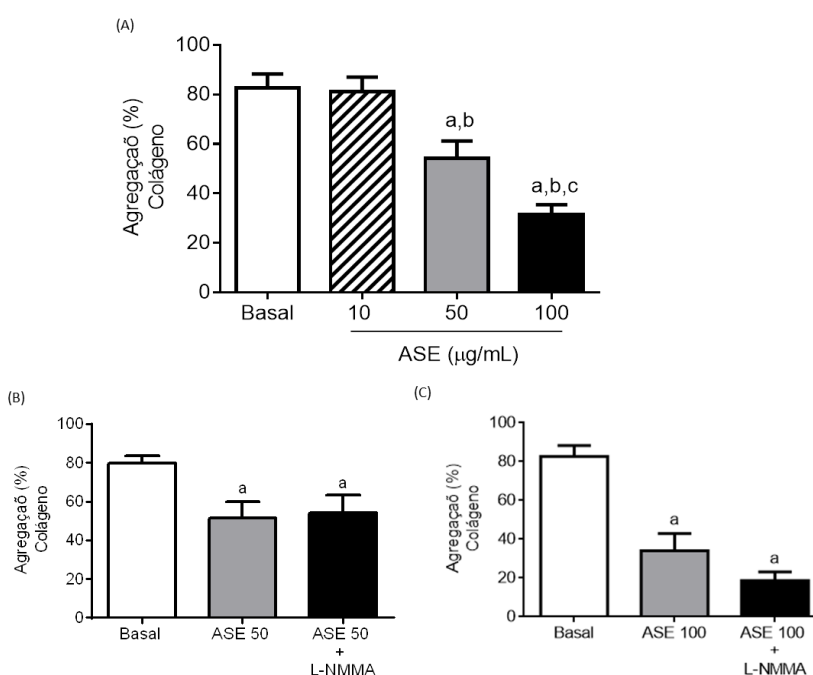 (A)
Agregaçaõ (%)
Colágeno
100
80
60
40
20
0
a,b
a,b,c
Basal
10
50
100
ASE (µg/mL)
(B)
Agregaçaõ (%)
Colágeno
100
80
60
40
20
0
a
a
Basal
ASE 50
ASE 50
+
L-NMMA
(C)
Agregaçaõ (%)
Colágeno
100
80
60
40
20
0
a
a
Basal
ASE 100
ASE 100
+
L-NMMA